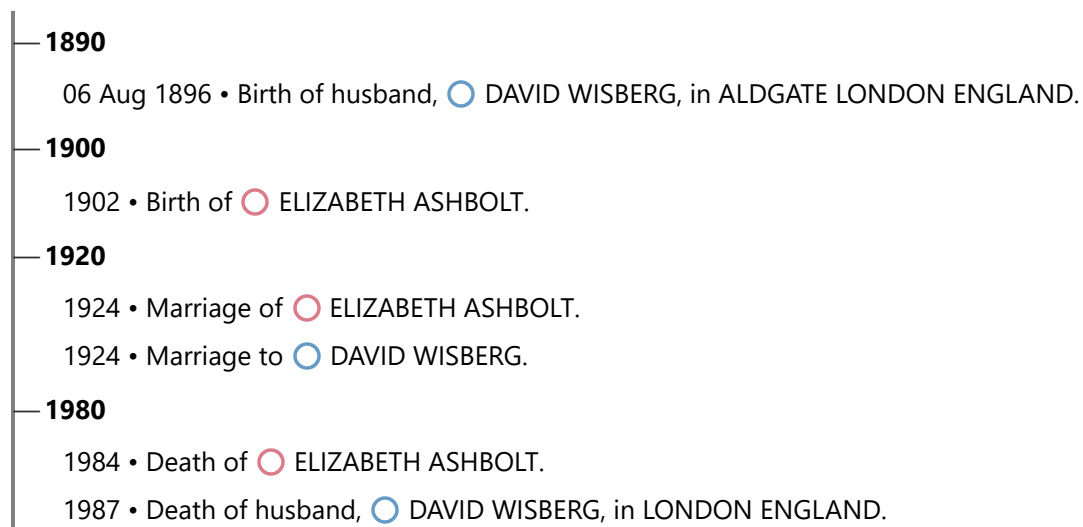 1890
06 Aug 1896 • Birth of husband, DAVID WISBERG, in ALDGATE LONDON ENGLAND.
1900
1902 • Birth of ELIZABETH ASHBOLT.
1920
1924 • Marriage of ELIZABETH ASHBOLT.
1924 • Marriage to DAVID WISBERG.
1980
1984 • Death of ELIZABETH ASHBOLT.
1987 • Death of husband, DAVID WISBERG, in LONDON ENGLAND.